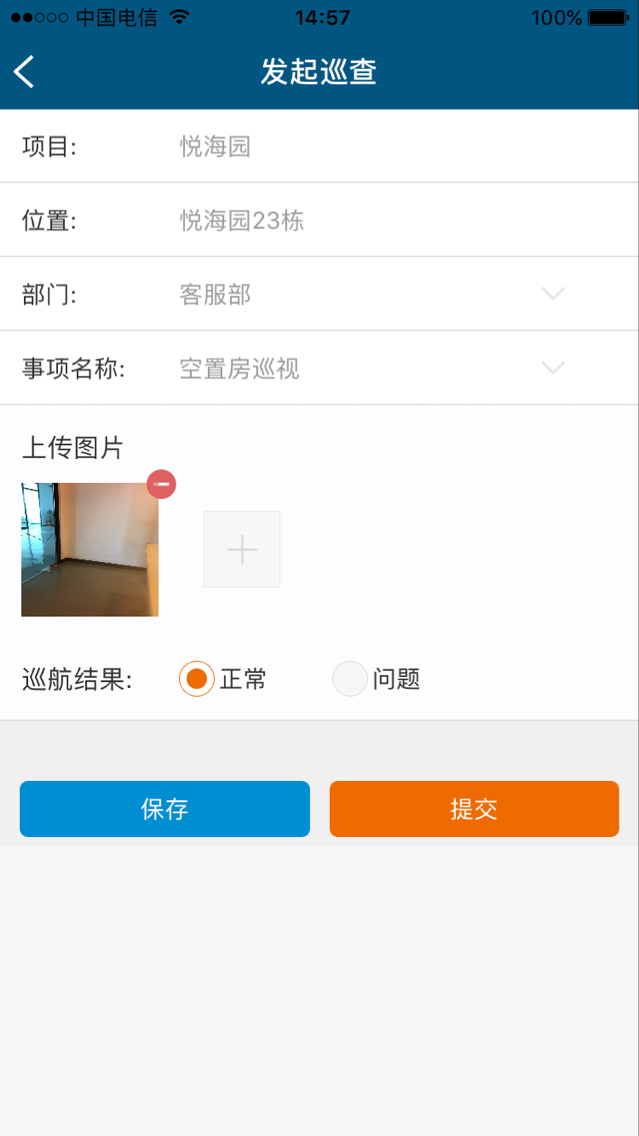 中国电信 14:57 100%
发起巡查
项目: 悦海园
位置: 悦海园23栋
部门: 客服部
事项名称: 空置房巡视
上传图片
巡航结果: 正常 问题
保存 提交